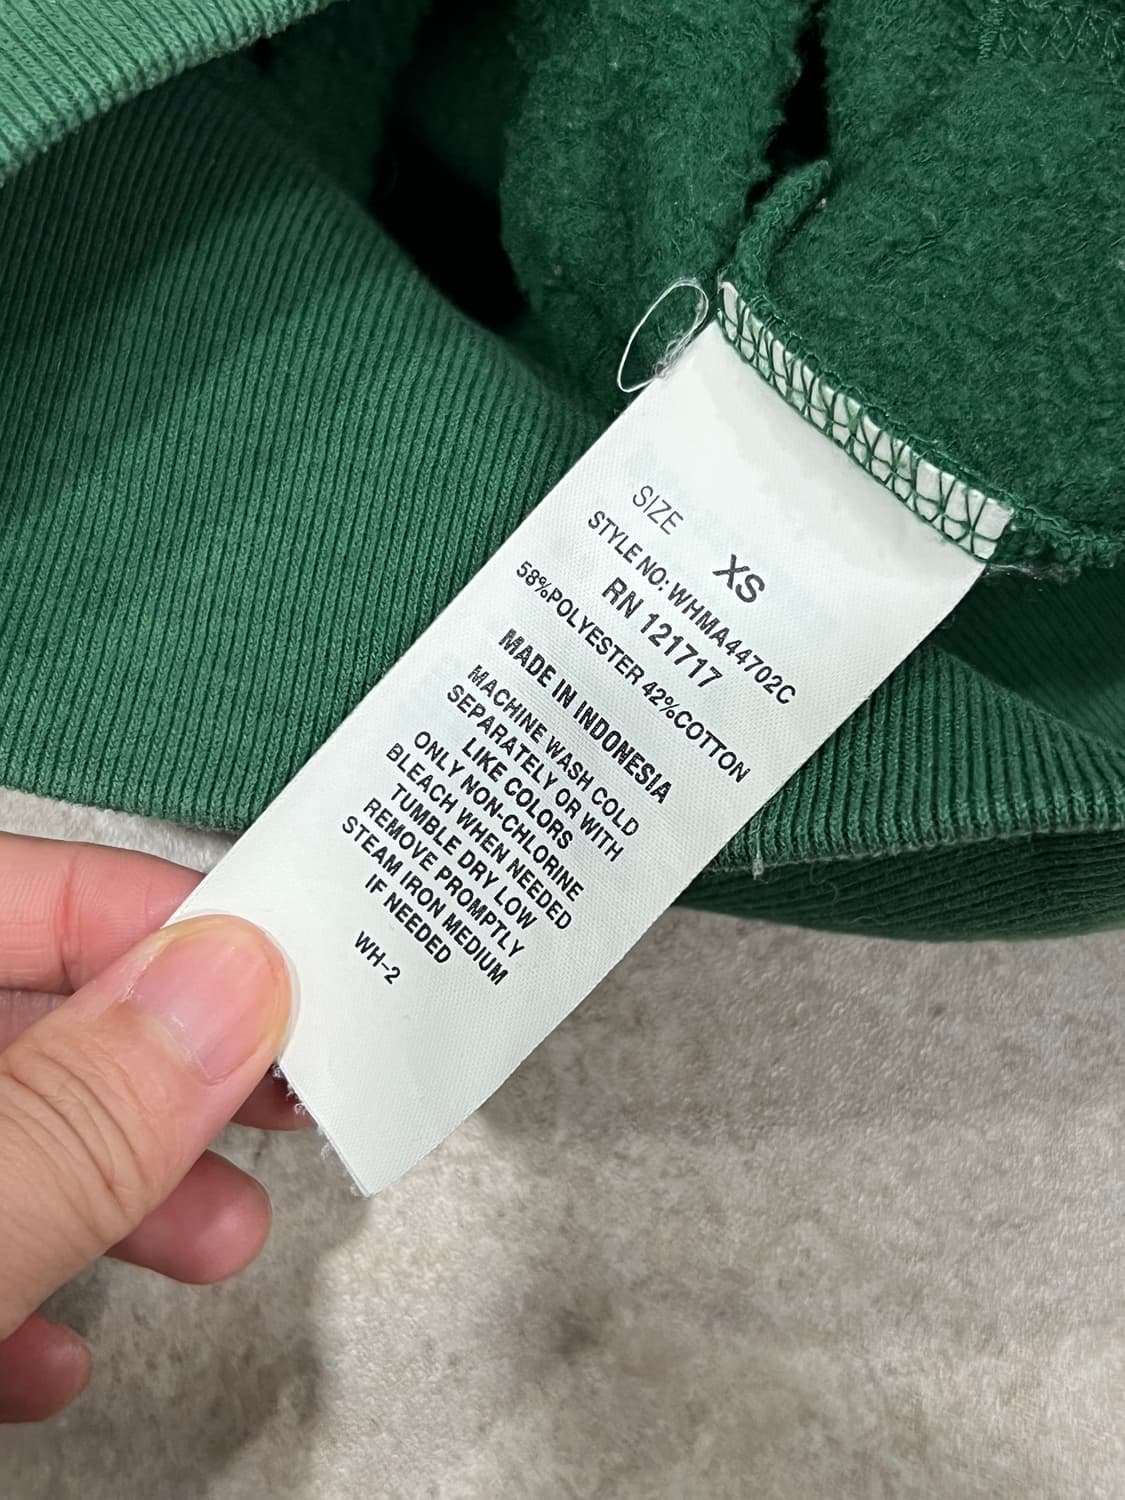 SIZE XS
STYLE NO: WHMA44702C
RN 121717
58%POLYESTER 42%COTTON
MADE IN INDONESIA
MACHINE WASH COLD
SEPARATELY OR WITH
LIKE COLORS
ONLY NON-CHLORINE
BLEACH WHEN NEEDED
TUMBLE DRY LOW
REMOVE PROMPTLY
STEAM IRON MEDIUM
IF NEEDED
WH-2